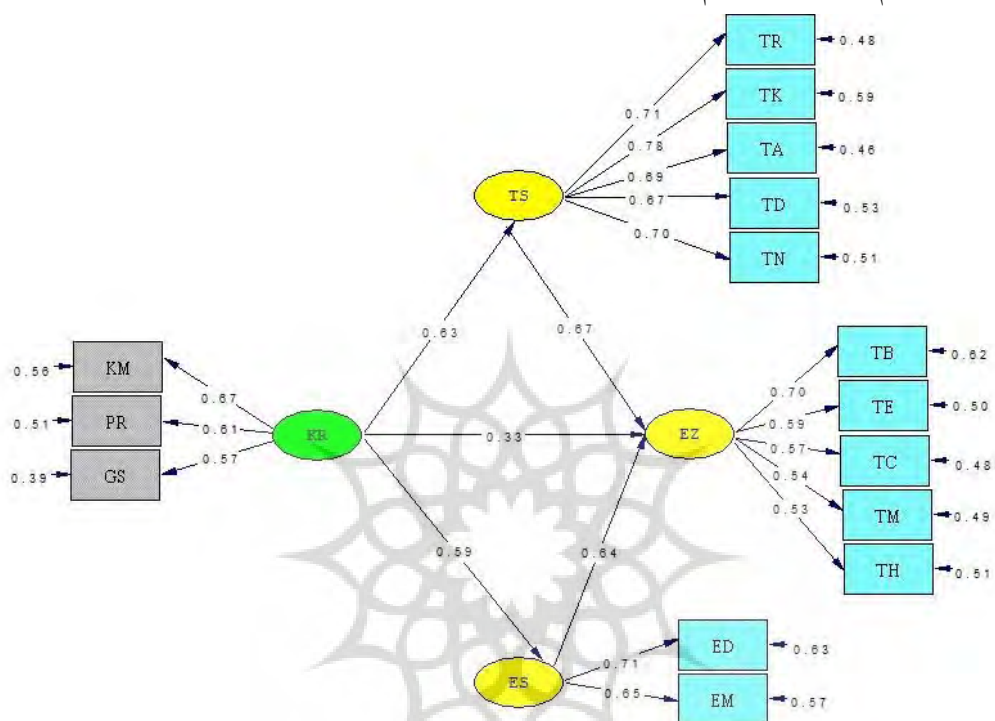 TR
0.48
TK
0.59
TA
0.46
TD
0.53
TN
0.51
0.71
0.78
0.69
0.67
0.70
TS
0.63
0.67
KM
0.56
PR
0.51
GS
0.39
0.67
0.61
0.57
KR
0.33
EZ
TB
0.62
TE
0.50
TC
0.48
TM
0.49
TH
0.51
0.70
0.59
0.57
0.54
0.53
0.59
0.64
ES
0.71
0.65
ED
0.63
EM
0.57